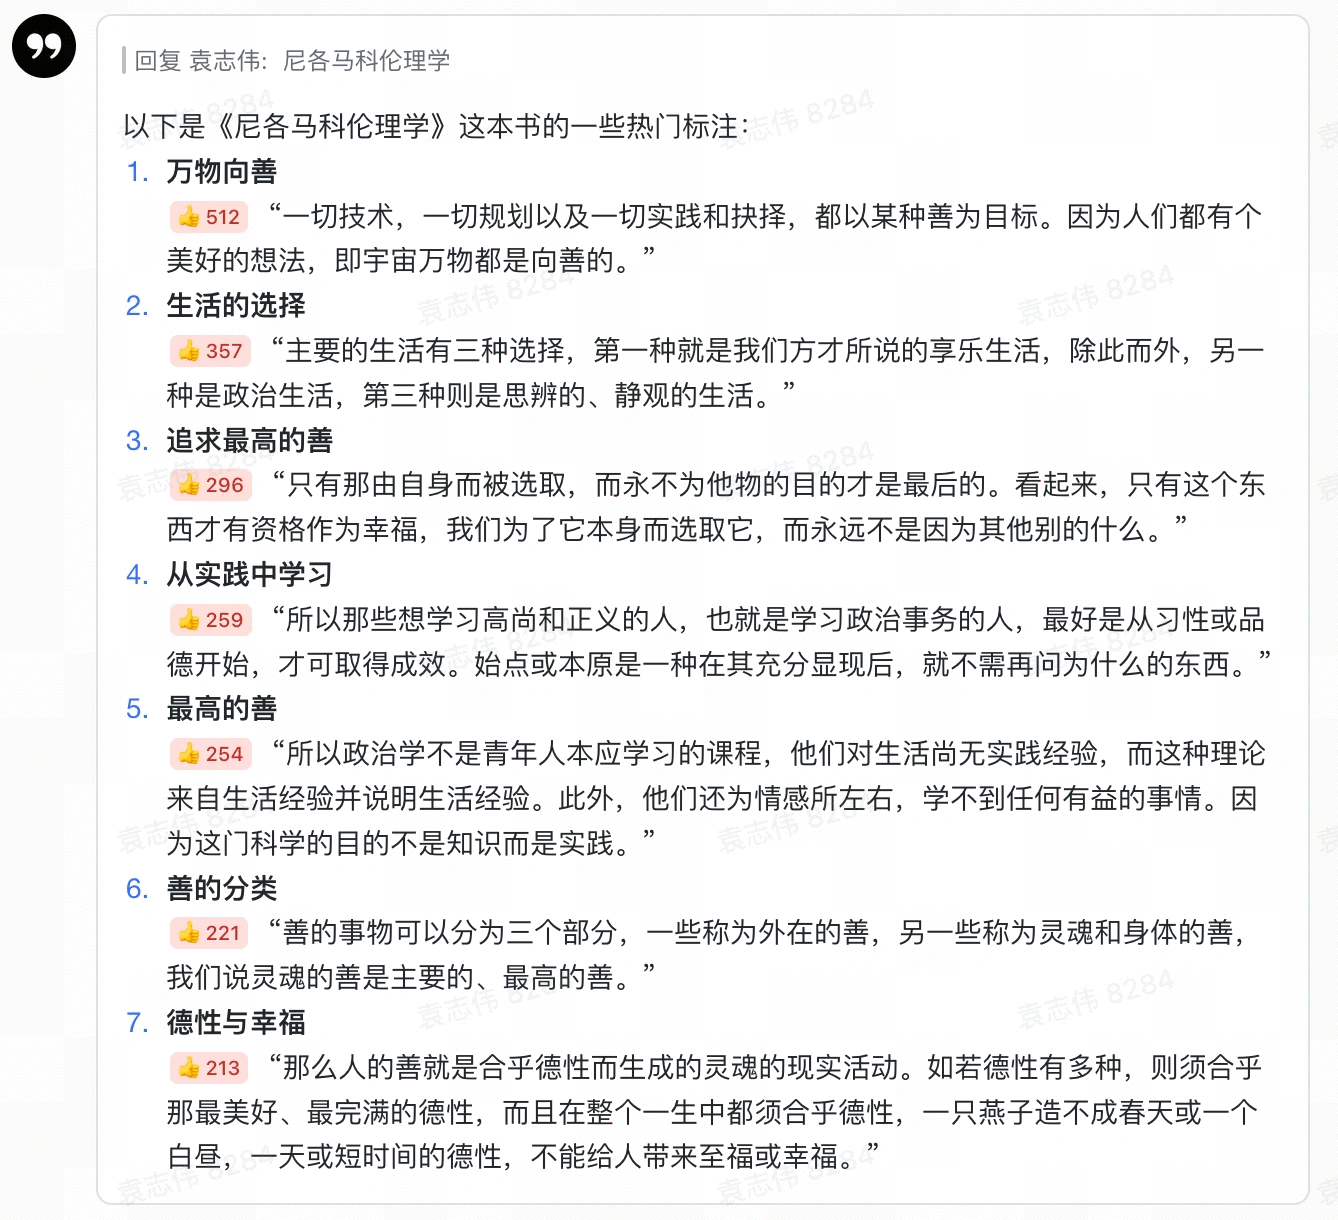 回复 袁志伟：尼各马科伦理学
以下是《尼各马科伦理学》这本书的一些热门标注：
1. 万物向善
👍 512 “一切技术，一切规划以及一切实践和抉择，都以某种善为目标。因为人们都有个
美好的想法，即宇宙万物都是向善的。”
2. 生活的选择
👍 357 “主要的生活有三种选择，第一种就是我们方才所说的享乐生活，除此而外，另一
种是政治生活，第三种则是思辨的、静观的生活。”
3. 追求最高的善
👍 296 “只有那由自身而被选取，而永不为他物的目的才是最后的。看起来，只有这个东
西才有资格作为幸福，我们为了它本身而选取它，而永远不是因为其他别的什么。”
4. 从实践中学习
👍 259 “所以那些想学习高尚和正义的人，也就是学习政治事务的人，最好是从习性或品
德开始，才可取得成效。始点或本原是一种在其充分显现后，就不需再问为什么的东西。”
5. 最高的善
👍 254 “所以政治学不是青年人本应学习的课程，他们对生活尚无实践经验，而这种理论
来自生活经验并说明生活经验。此外，他们还为情感所左右，学不到任何有益的事情。因
为这门科学的目的不是知识而是实践。”
6. 善的分类
👍 221 “善的事物可以分为三个部分，一些称为外在的善，另一些称为灵魂和身体的善，
我们说灵魂的善是主要的、最高的善。”
7. 德性与幸福
👍 213 “那么人的善就是合乎德性而生成的灵魂的现实活动。如若德性有多种，则须合乎
那最美好、最完满的德性，而且在整个一生中都须合乎德性，一只燕子造不成春天或一个
白昼，一天或短时间的德性，不能给人带来至福或幸福。”
袁志伟 8284